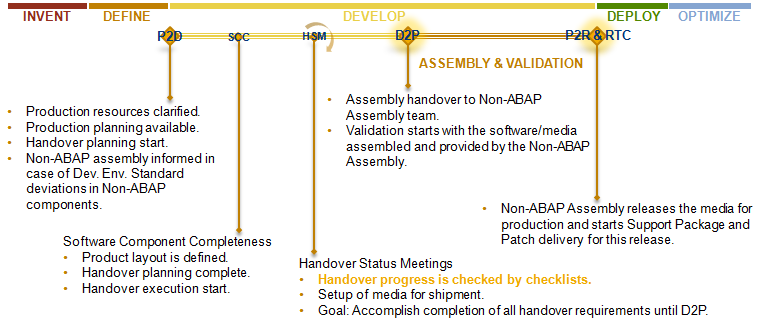 INVENT DEFINE DEVELOP DEPLOY OPTIMIZE
P2D SCC HSM D2P P2R & RTC
ASSEMBLY & VALIDATION
• Production resources clarified.
• Production planning available.
• Handover planning start.
• Non-ABAP assembly informed in
case of Dev. Env. Standard
deviations in Non-ABAP
components.
• Assembly handover to Non-ABAP
Assembly team.
• Validation starts with the software/media
assembled and provided by the Non-ABAP
Assembly.
• Non-ABAP Assembly releases the media for
production and starts Support Package and
Patch delivery for this release.
Software Component Completeness
• Product layout is defined.
• Handover planning complete.
• Handover execution start.
Handover Status Meetings
• Handover progress is checked by checklists.
• Setup of media for shipment.
• Goal: Accomplish completion of all handover requirements until D2P.